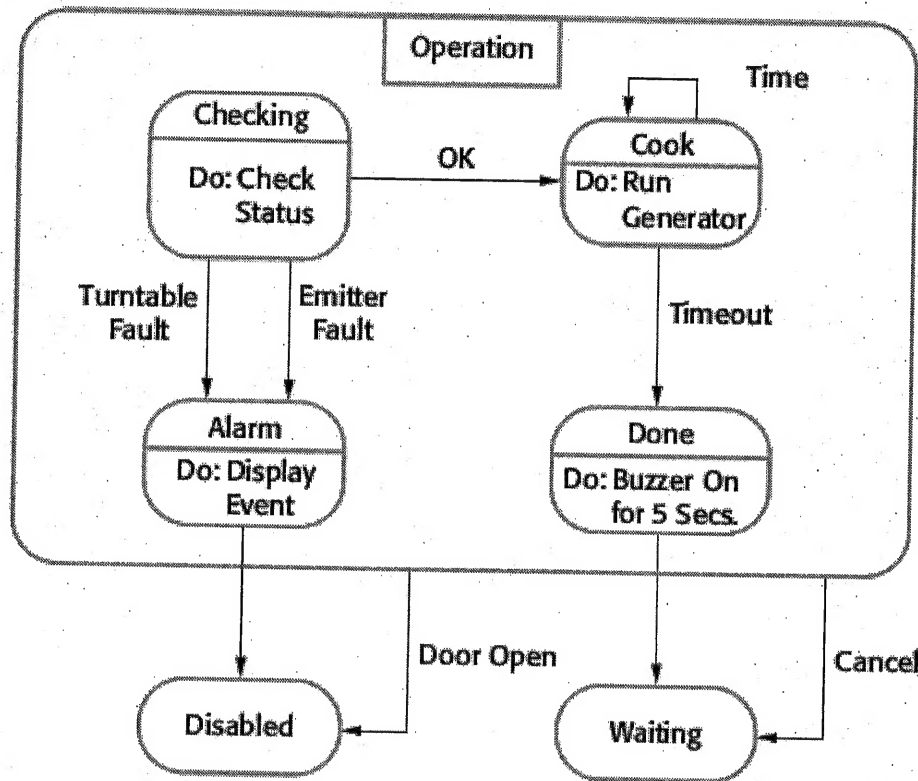 Operation
Time
Checking
Do: Check
Status
OK
Cook
Do: Run
Generator
Turntable
Fault
Emitter
Fault
Timeout
Alarm
Do: Display
Event
Done
Do: Buzzer On
for 5 Secs.
Door Open
Cancel
Disabled
Waiting